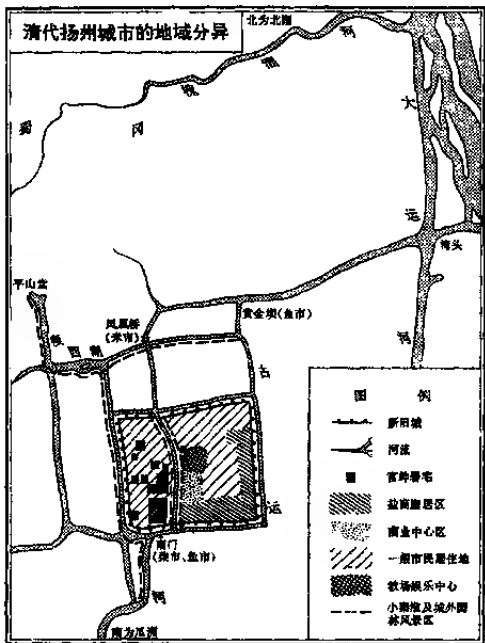 清代扬州城市的地域分异
北为北湖
河
冈
大
运
河
湾头
平山堂
瘦西湖
凤凰桥
(米市)
黄金坝(鱼市)
古
运
河
南门
(柴市、鱼市)
南为瓜洲
图例
新旧城
河流
官府署宅
盐商聚居区
商业中心区
一般市民居住地
教场娱乐中心
小秦淮及城外园
林风景区